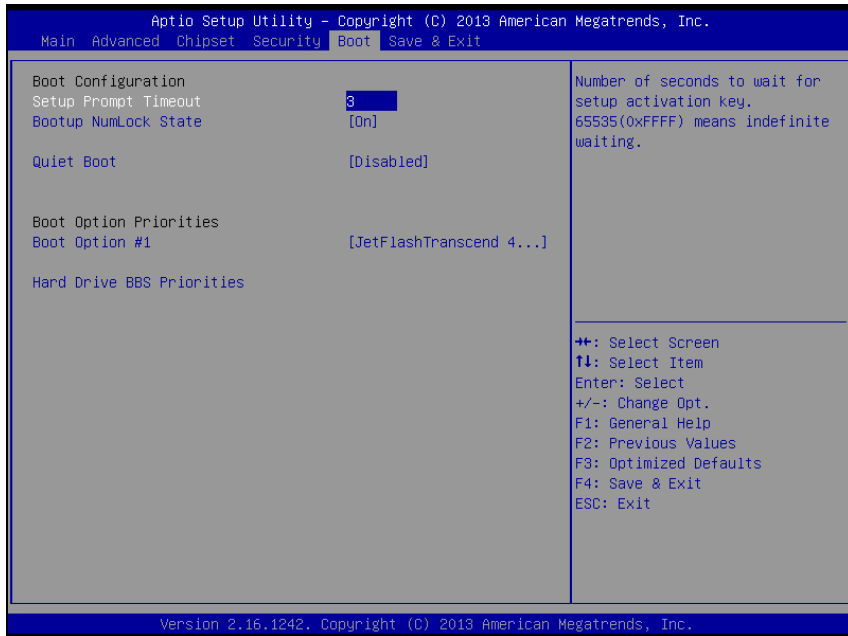 Aptio Setup Utility – Copyright (C) 2013 American Megatrends, Inc.
Main Advanced Chipset Security Boot Save & Exit
Boot Configuration
Setup Prompt Timeout 3
Bootup NumLock State [On]
Quiet Boot [Disabled]
Boot Option Priorities
Boot Option #1 [JetFlashTranscend 4...]
Hard Drive BBS Priorities
Number of seconds to wait for
setup activation key.
65535(0xFFFF) means indefinite
waiting.
→←: Select Screen
↑↓: Select Item
Enter: Select
+/-: Change Opt.
F1: General Help
F2: Previous Values
F3: Optimized Defaults
F4: Save & Exit
ESC: Exit
Version 2.16.1242. Copyright (C) 2013 American Megatrends, Inc.